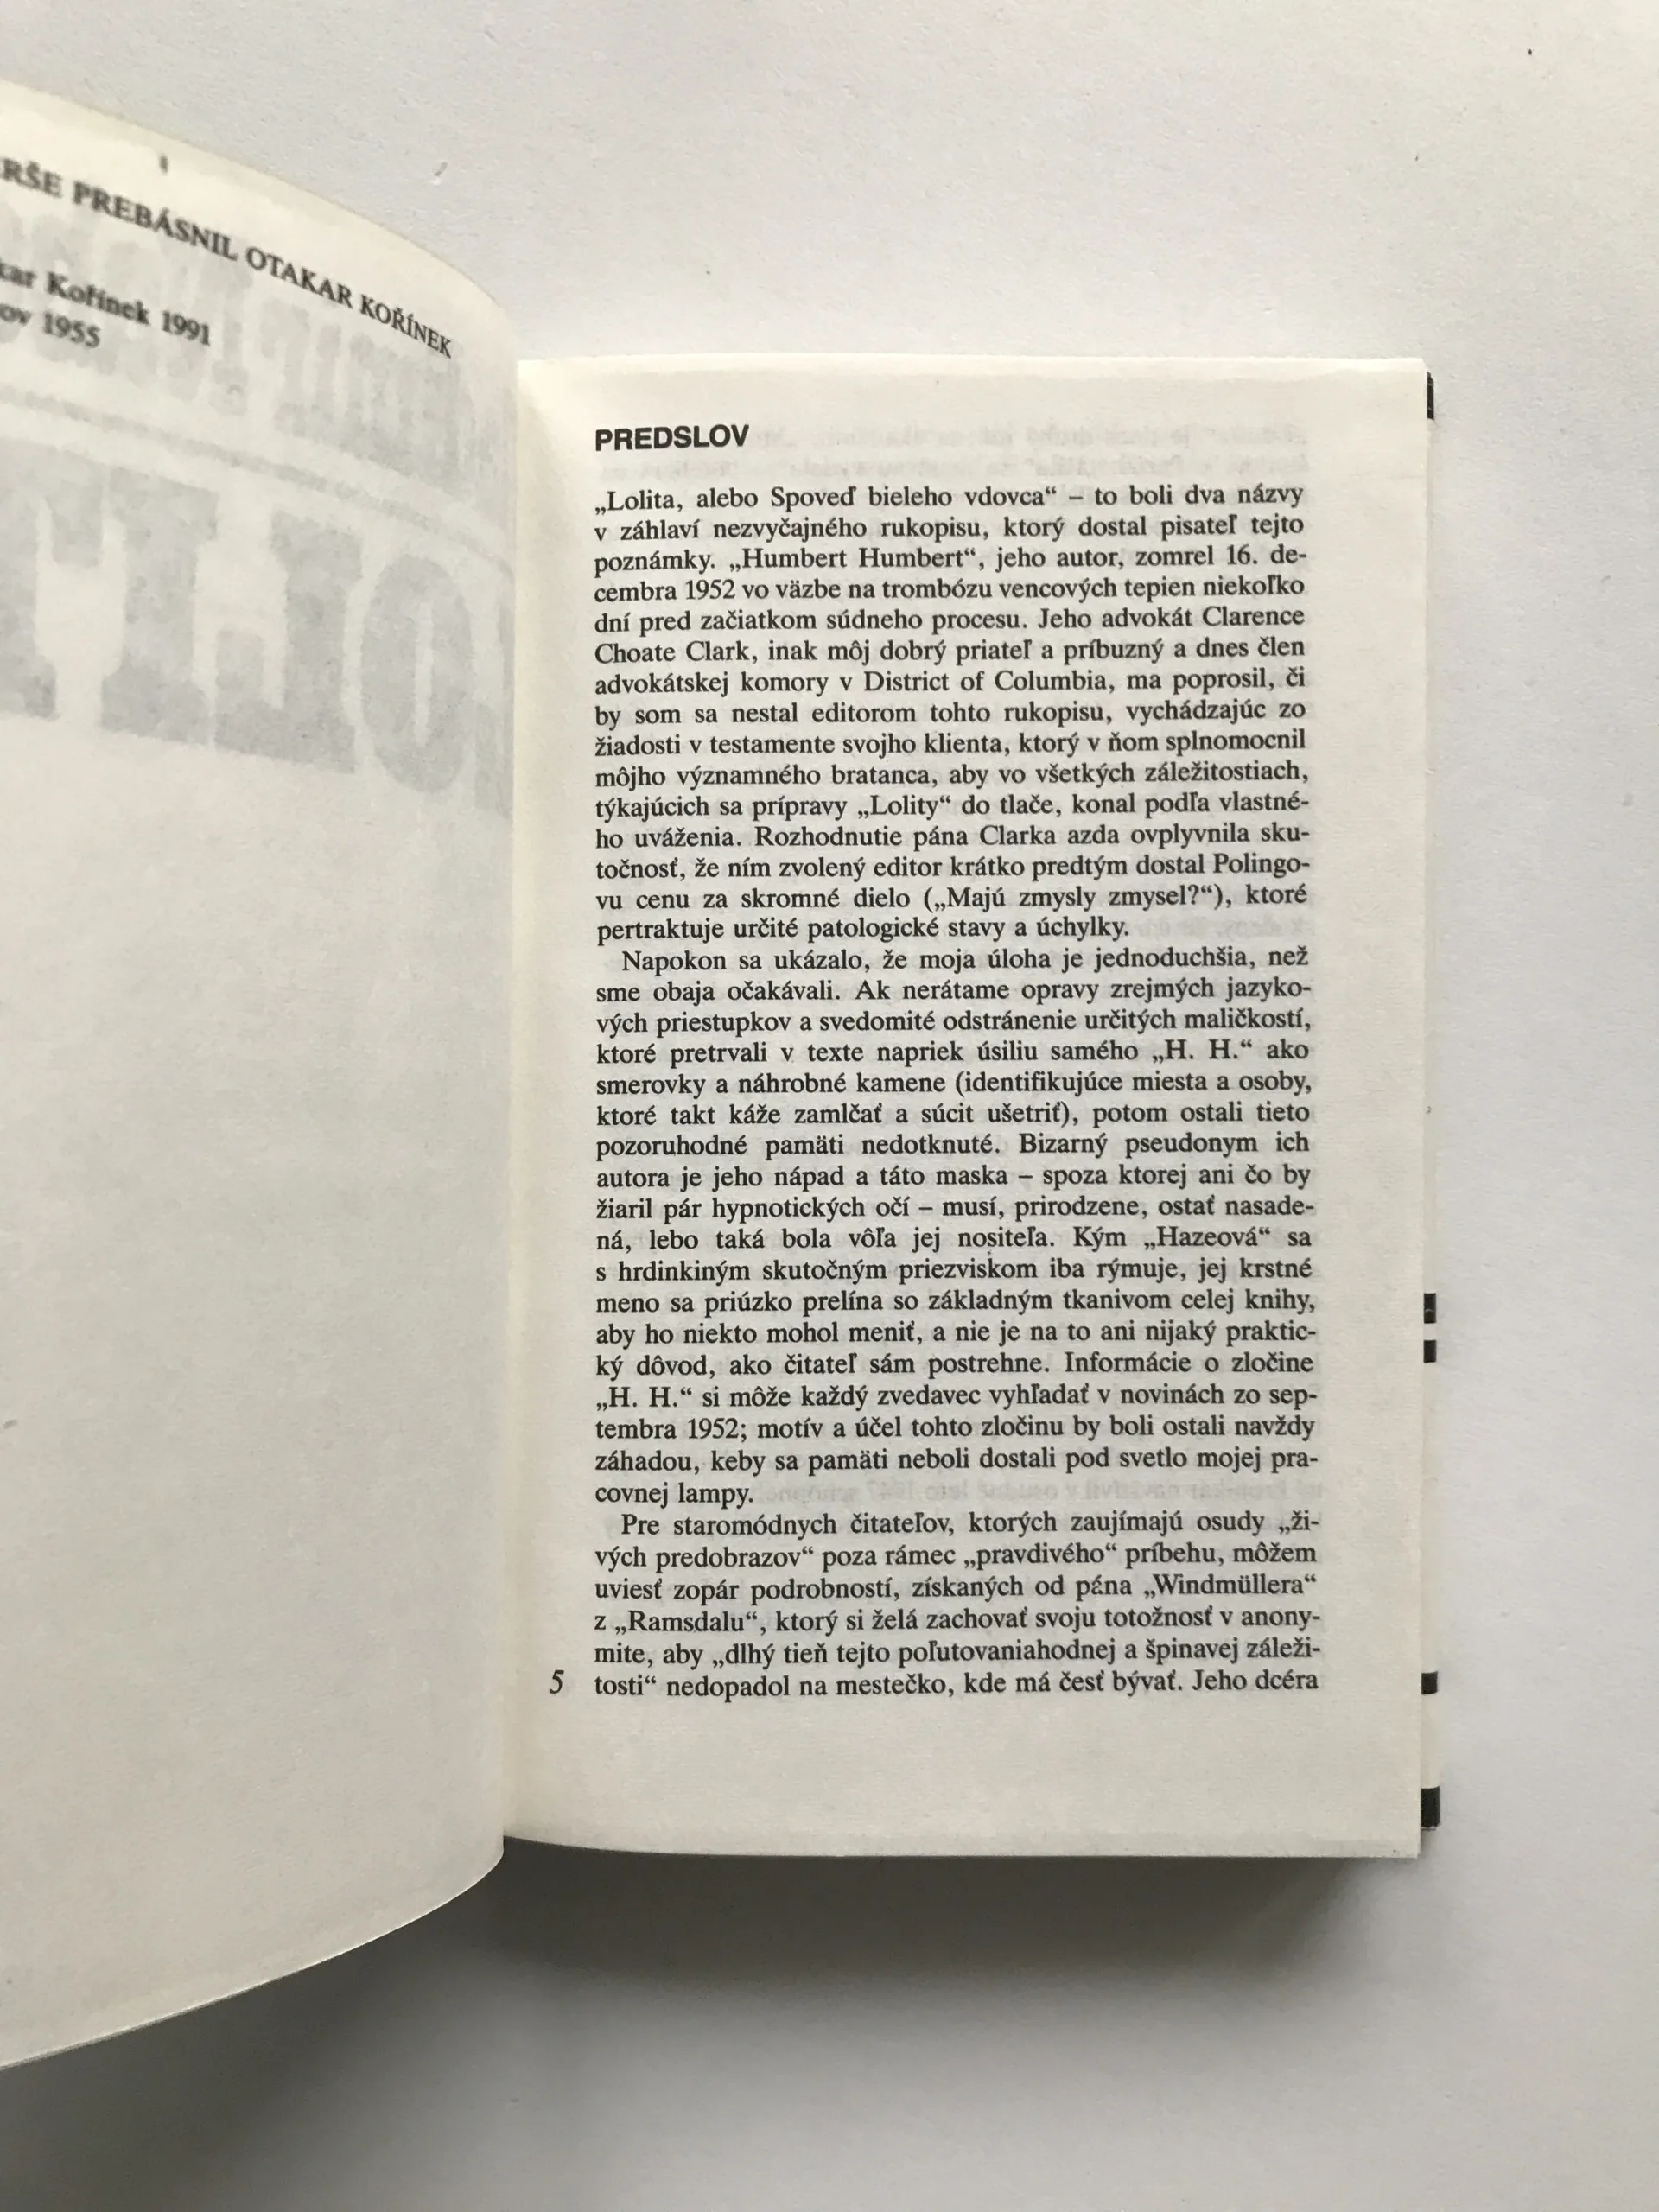 PREBÁSNIL OTAKAR KOŘÍNEK
Kořínek 1991
1955
PREDSLOV
„Lolita, alebo Spoveď bieleho vdovca“ – to boli dva názvy
v záhlaví nezvyčajného rukopisu, ktorý dostal pisateľ tejto
poznámky. „Humbert Humbert“, jeho autor, zomrel 16. de-
cembra 1952 vo väzbe na trombózu vencových tepien niekoľko
dní pred začiatkom súdneho procesu. Jeho advokát Clarence
Choate Clark, inak môj dobrý priateľ a príbuzný a dnes člen
advokátskej komory v District of Columbia, ma poprosil, či
by som sa nestal editorom tohto rukopisu, vychádzajúc zo
žiadosti v testamente svojho klienta, ktorý v ňom splnomocnil
môjho významného bratanca, aby vo všetkých záležitostiach,
týkajúcich sa prípravy „Lolity“ do tlače, konal podľa vlastné-
ho uváženia. Rozhodnutie pána Clarka azda ovplyvnila sku-
točnosť, že ním zvolený editor krátko predtým dostal Polingo-
vu cenu za skromné dielo („Majú zmysly zmysel?“), ktoré
pertraktuje určité patologické stavy a úchylky.
Napokon sa ukázalo, že moja úloha je jednoduchšia, než
sme obaja očakávali. Ak nerátame opravy zrejmých jazyko-
vých priestupkov a svedomité odstránenie určitých maličkostí,
ktoré pretrvali v texte napriek úsiliu samého „H. H.“ ako
smerovky a náhrobné kamene (identifikujúce miesta a osoby,
ktoré takt káže zamlčať a súcit ušetriť), potom ostali tieto
pozoruhodné pamäti nedotknuté. Bizarný pseudonym ich
autora je jeho nápad a táto maska – spoza ktorej ani čo by
žiaril pár hypnotických očí – musí, prirodzene, ostať nasade-
ná, lebo taká bola vôľa jej nositeľa. Kým „Hazeová“ sa
s hrdinkiným skutočným priezviskom iba rýmuje, jej krstné
meno sa priúzko prelína so základným tkanivom celej knihy,
aby ho niekto mohol meniť, a nie je na to ani nijaký praktic-
ký dôvod, ako čitateľ sám postrehne. Informácie o zločine
„H. H.“ si môže každý zvedavec vyhľadať v novinách zo sep-
tembra 1952; motív a účel tohto zločinu by boli ostali navždy
záhadou, keby sa pamäti neboli dostali pod svetlo mojej pra-
covnej lampy.
Pre staromódnych čitateľov, ktorých zaujímajú osudy „ži-
vých predobrazov“ poza rámec „pravdivého“ príbehu, môžem
uviesť zopár podrobností, získaných od pána „Windmüllera“
z „Ramsdalu“, ktorý si želá zachovať svoju totožnosť v anony-
mite, aby „dlhý tieň tejto poľutovaniahodnej a špinavej záleži-
tosti“ nedopadol na mestečko, kde má česť bývať. Jeho dcéra
5